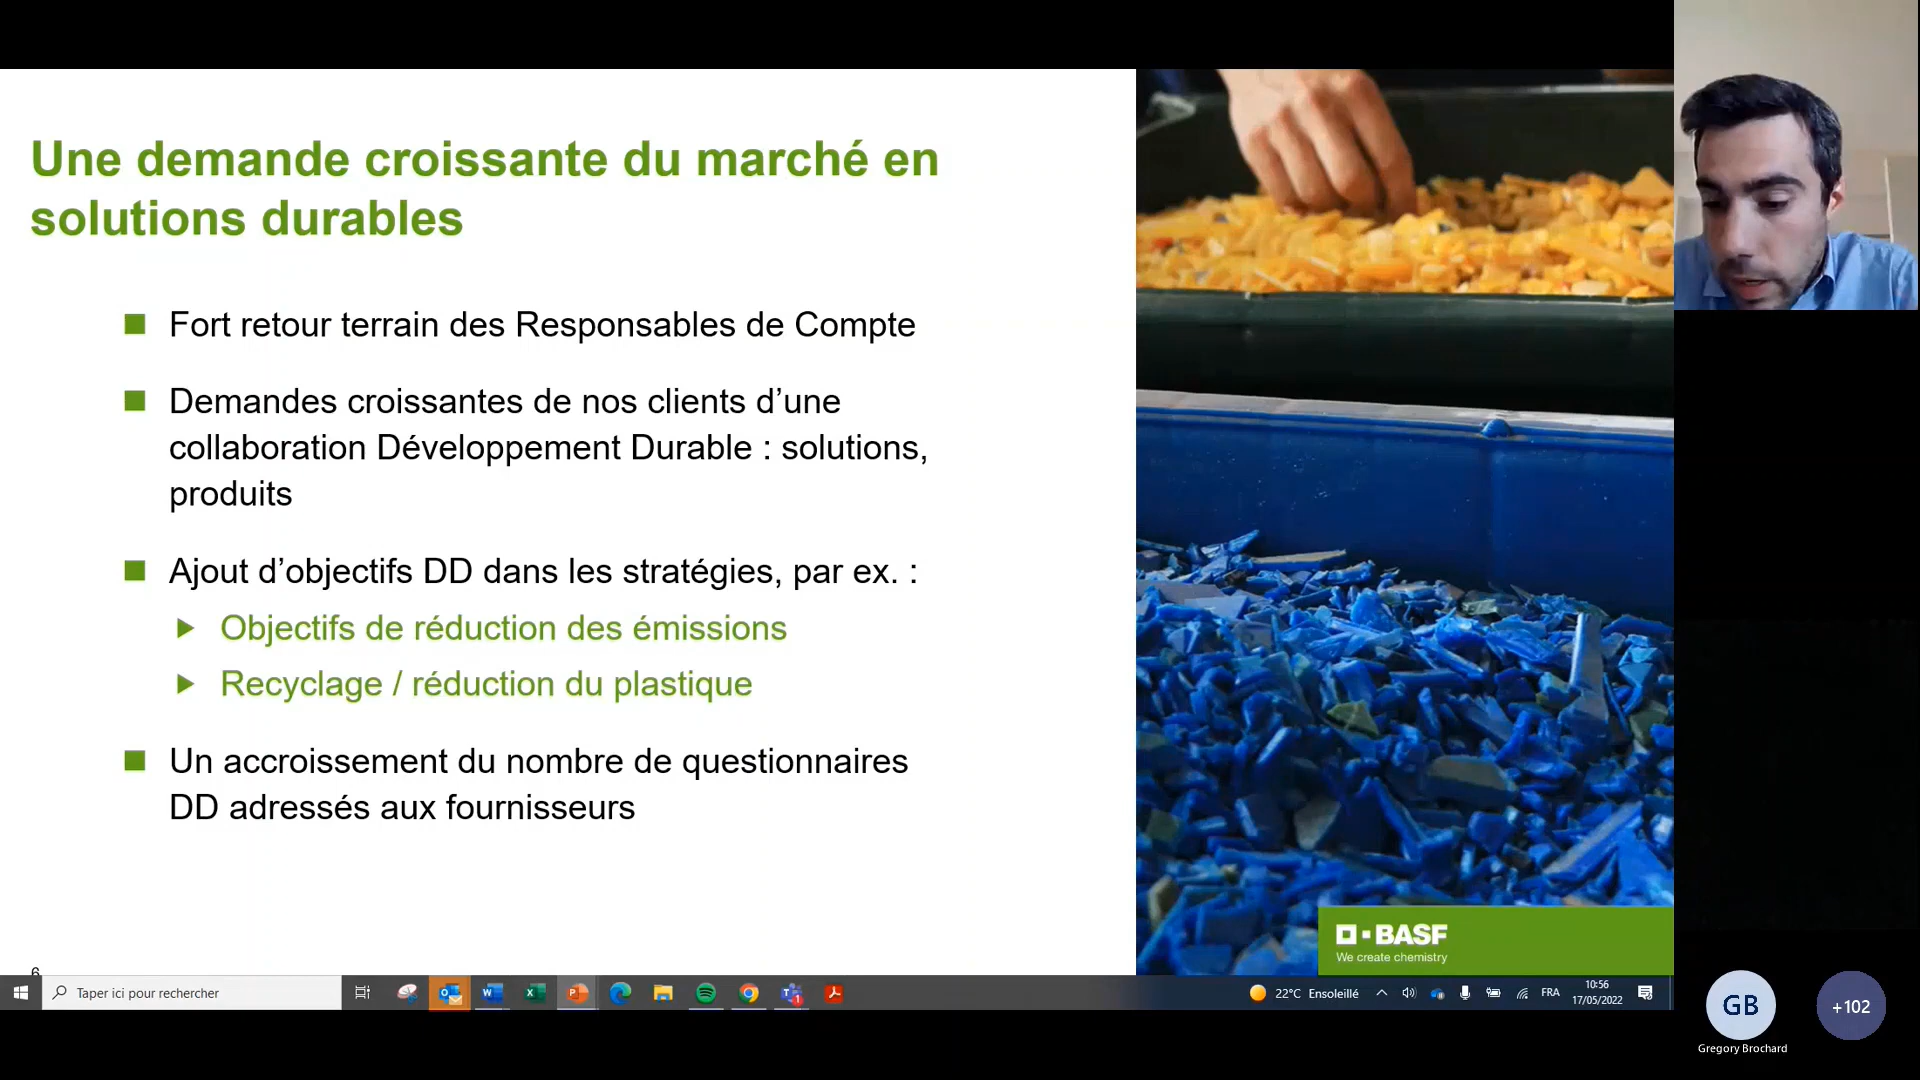 Une demande croissante du marché en
solutions durables
Fort retour terrain des Responsables de Compte
Demandes croissantes de nos clients d’une
collaboration Développement Durable : solutions,
produits
Ajout d’objectifs DD dans les stratégies, par ex. :
Objectifs de réduction des émissions
Recyclage / réduction du plastique
Un accroissement du nombre de questionnaires
DD adressés aux fournisseurs
BASF
We create chemistry
6
Taper ici pour rechercher
22°C Ensoleillé
FRA
10:56
17/05/2022
GB
+102
Gregory Brochard